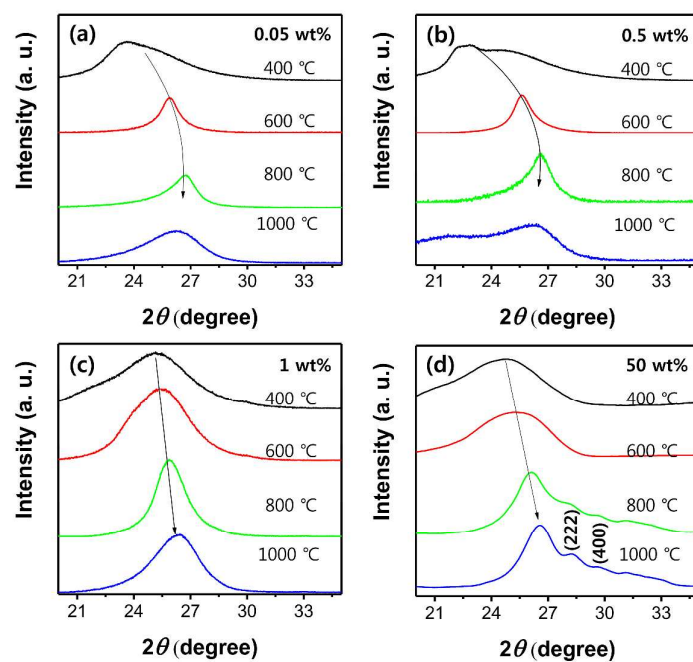 (a) 0.05 wt%
400 ℃
600 ℃
800 ℃
1000 ℃
Intensity (a. u.)
21 24 27 30 33
2θ (degree)
(b) 0.5 wt%
400 ℃
600 ℃
800 ℃
1000 ℃
Intensity (a. u.)
21 24 27 30 33
2θ (degree)
(c) 1 wt%
400 ℃
600 ℃
800 ℃
1000 ℃
Intensity (a. u.)
21 24 27 30 33
2θ (degree)
(d) 50 wt%
400 ℃
600 ℃
800 ℃
(222)
(400)
1000 ℃
Intensity (a. u.)
21 24 27 30 33
2θ (degree)